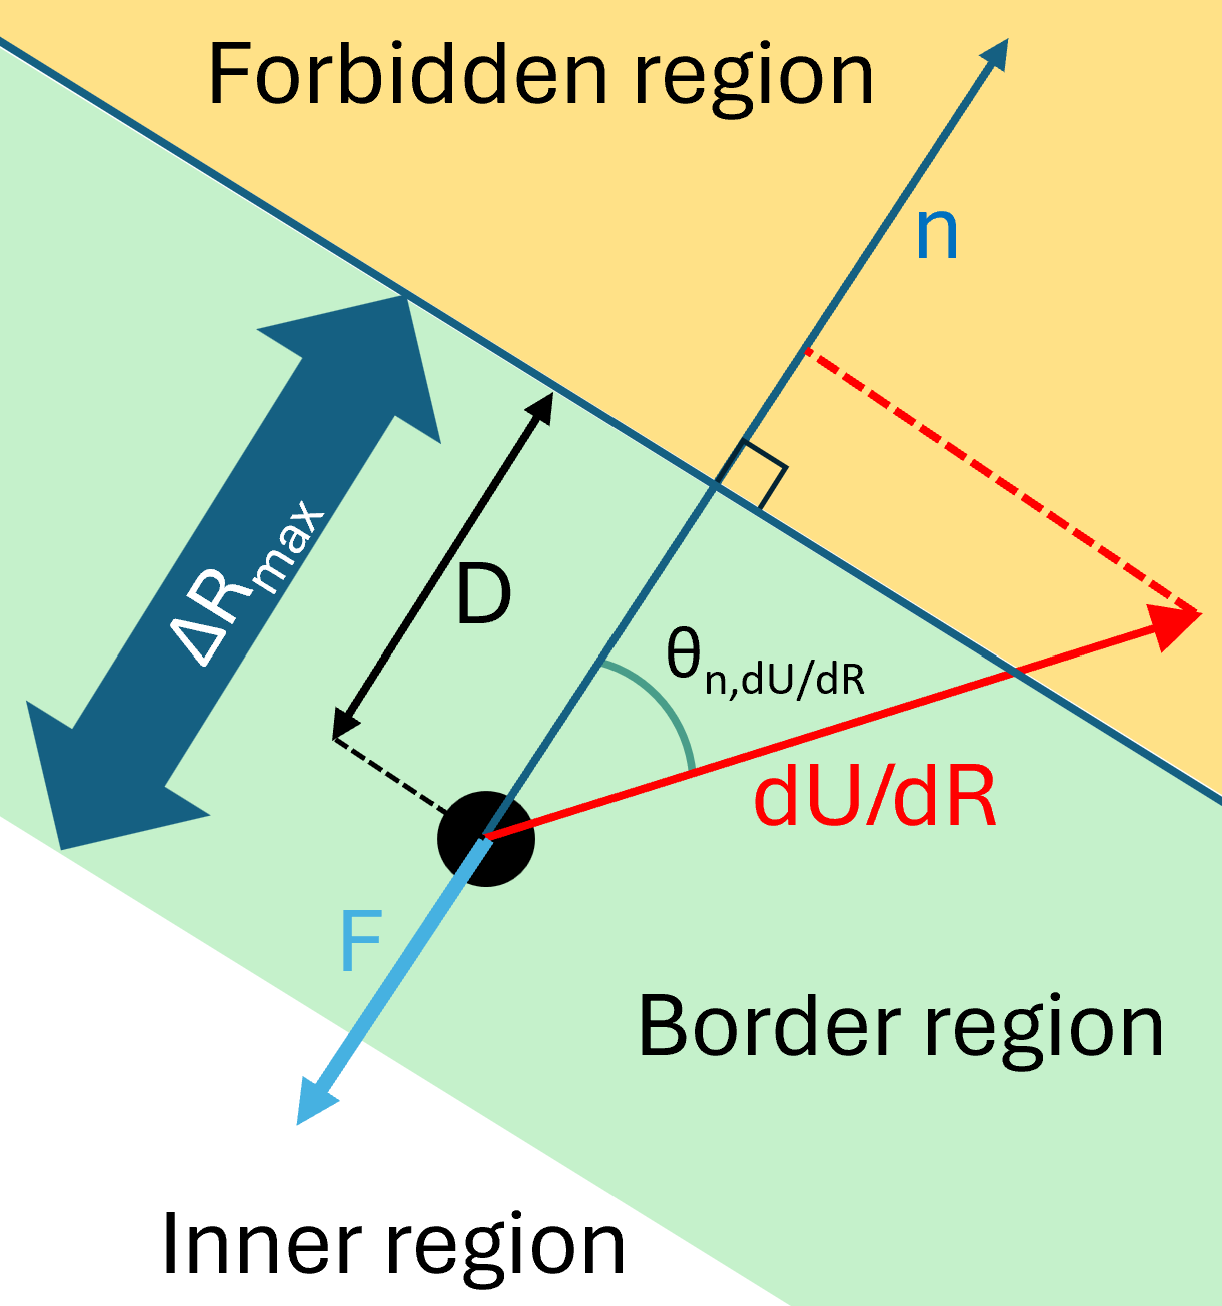 Forbidden region
n
ΔRmax
D
θn,dU/dR
dU/dR
F
Border region
Inner region